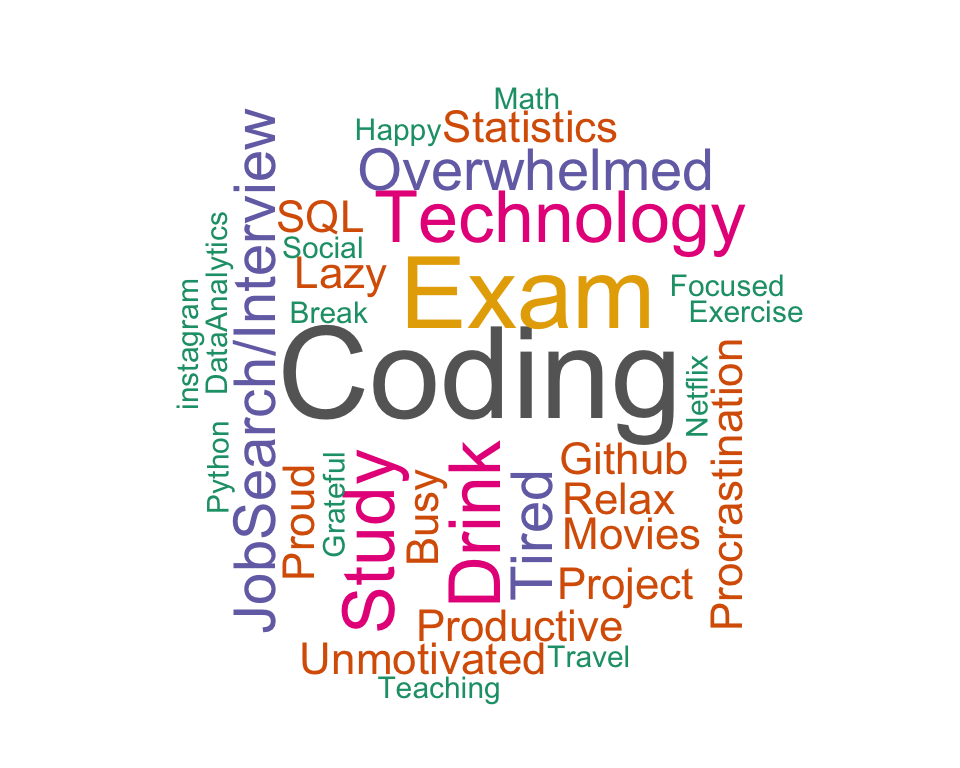 Math
Happy
Statistics
Overwhelmed
Technology
SQL
Social
Lazy
Exam
Focused
Exercise
Break
Coding
instagram
DataAnalytics
JobSearch/Interview
Python
Netflix
Procrastination
Proud
Grateful
Study
Busy
Drink
Tired
Github
Relax
Movies
Project
Productive
Unmotivated
Travel
Teaching